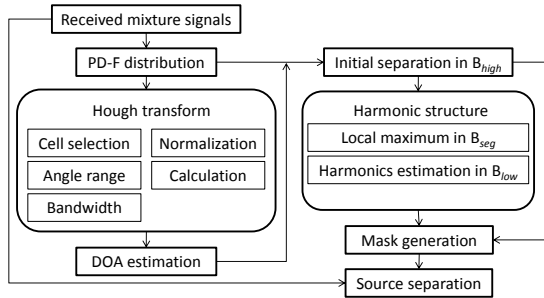 Received mixture signals
PD-F distribution
Hough transform
Cell selection
Normalization
Angle range
Calculation
Bandwidth
DOA estimation
Initial separation in B_high
Harmonic structure
Local maximum in B_seg
Harmonics estimation in B_low
Mask generation
Source separation